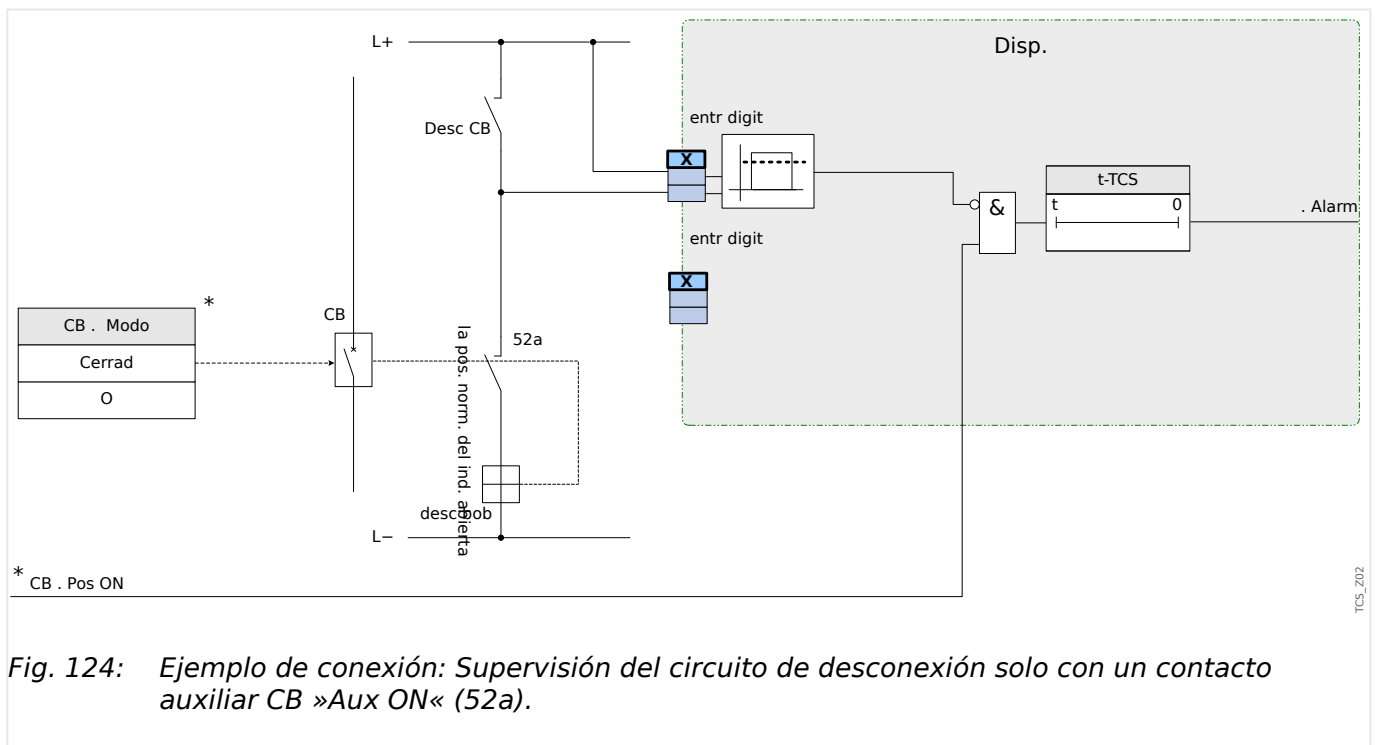 L+
Disp.
entr digit
Desc CB
X
t-TCS
t 0
&
. Alarm
entr digit
X
*
CB
CB . Modo
Cerrad
O
52a
la pos. norm. del ind. abierta
desc bob
L−
* CB . Pos ON
TCS_Z02
Fig. 124: Ejemplo de conexión: Supervisión del circuito de desconexión solo con un contacto
auxiliar CB »Aux ON« (52a).